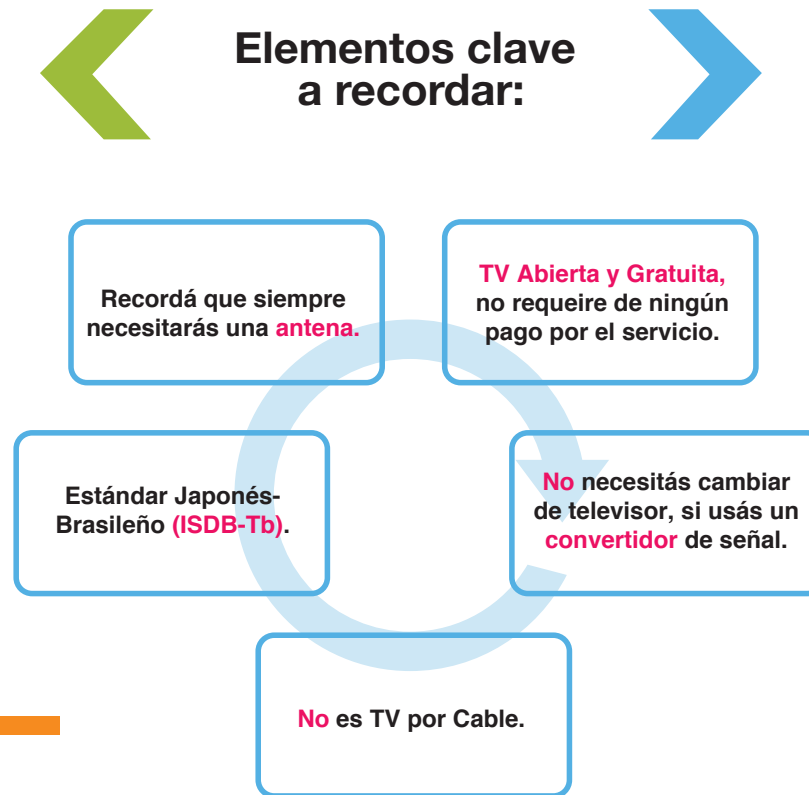 Elementos clave
a recordar:
Recordá que siempre
necesitarás una antena.
TV Abierta y Gratuita,
no requeire de ningún
pago por el servicio.
Estándar Japonés-
Brasileño (ISDB-Tb).
No necesitás cambiar
de televisor, si usás un
convertidor de señal.
No es TV por Cable.